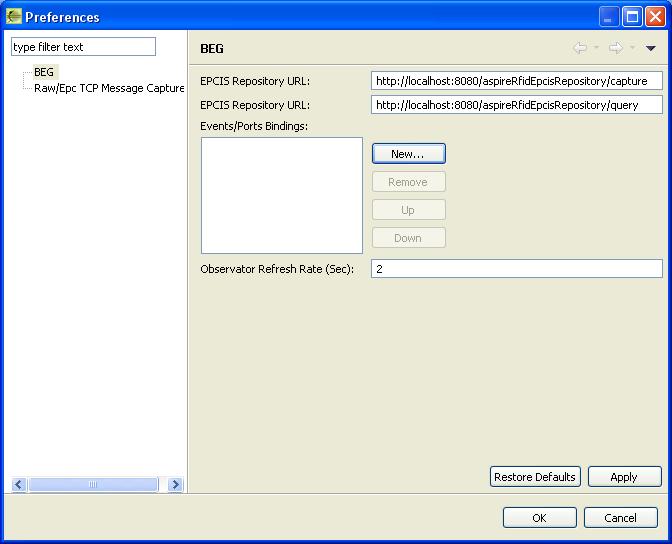 Preferences
type filter text
BEG
Raw/Epc TCP Message Capture
BEG
EPCIS Repository URL:
http://localhost:8080/aspireRfidEpcisRepository/capture
EPCIS Repository URL:
http://localhost:8080/aspireRfidEpcisRepository/query
Events/Ports Bindings:
New...
Remove
Up
Down
Observator Refresh Rate (Sec):
2
Restore Defaults
Apply
OK
Cancel